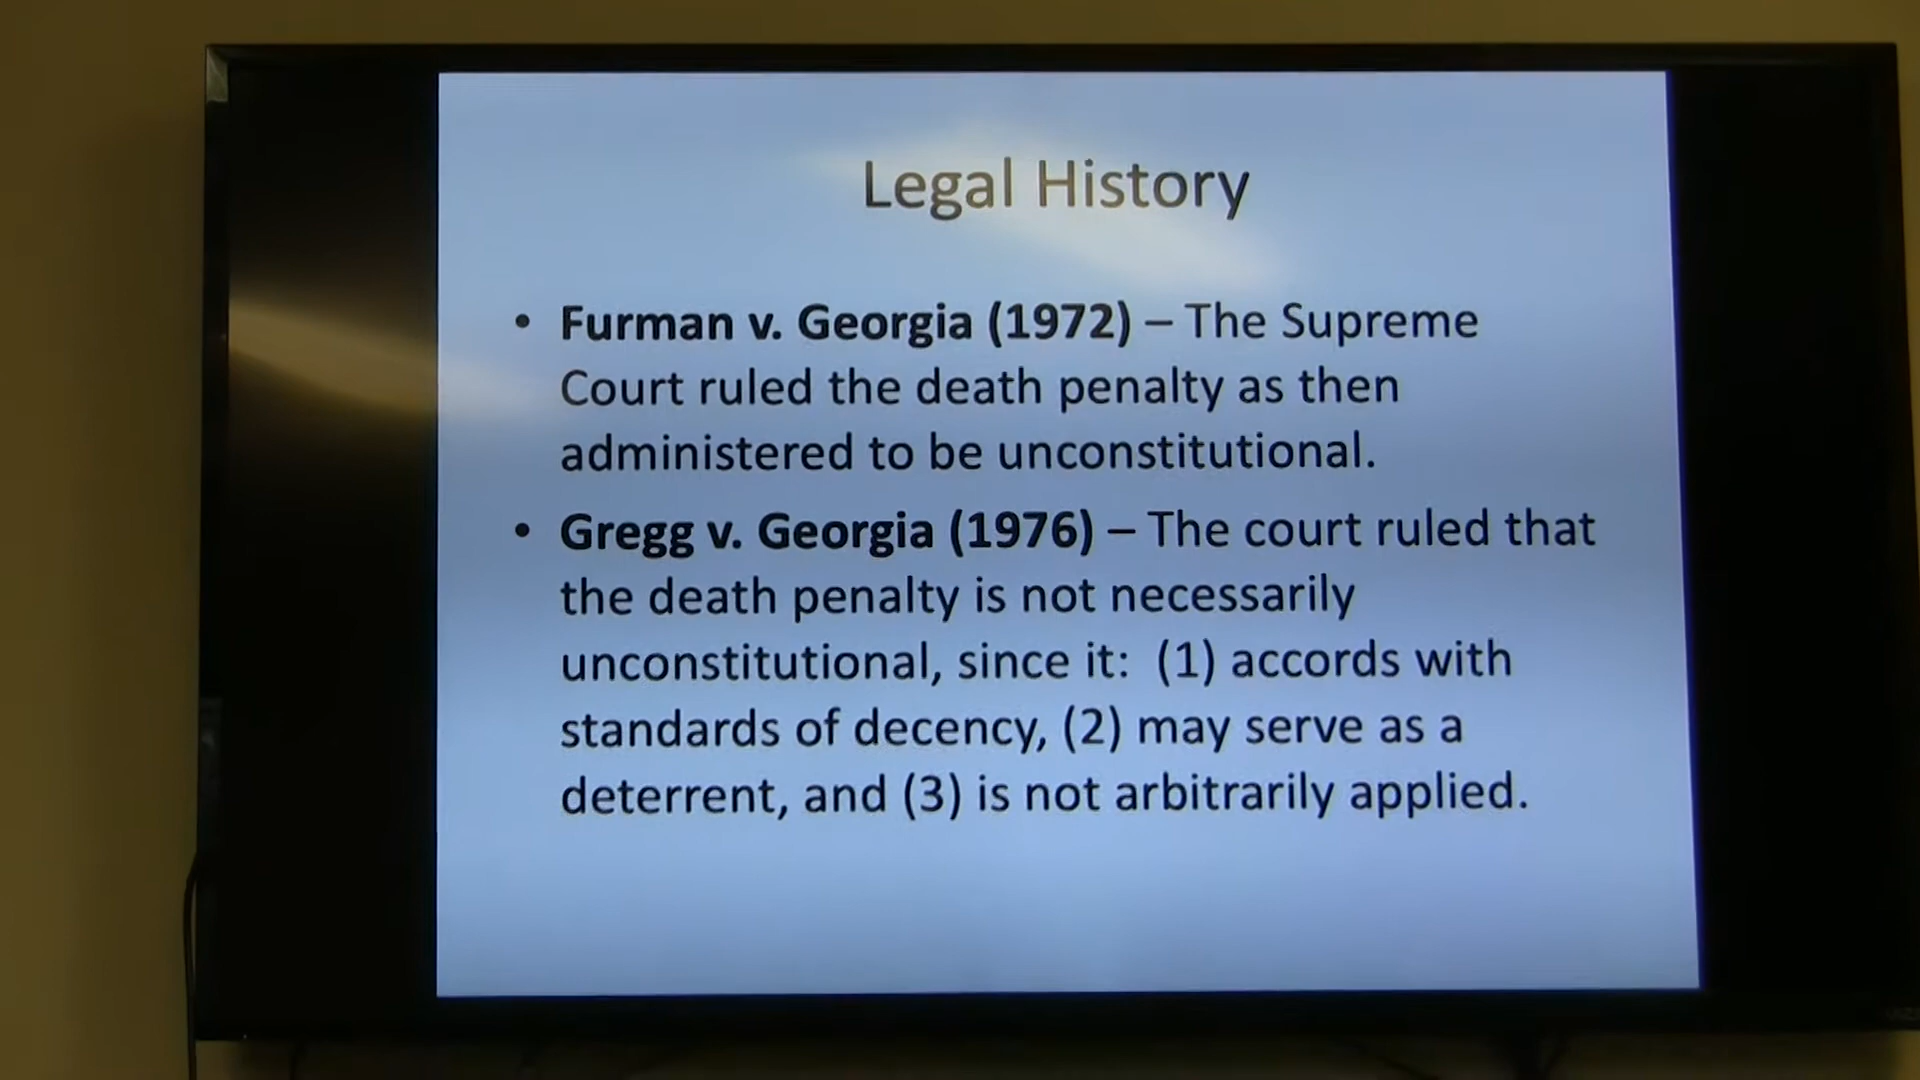 Legal History
• Furman v. Georgia (1972) – The Supreme
Court ruled the death penalty as then
administered to be unconstitutional.
• Gregg v. Georgia (1976) – The court ruled that
the death penalty is not necessarily
unconstitutional, since it:  (1) accords with
standards of decency, (2) may serve as a
deterrent, and (3) is not arbitrarily applied.